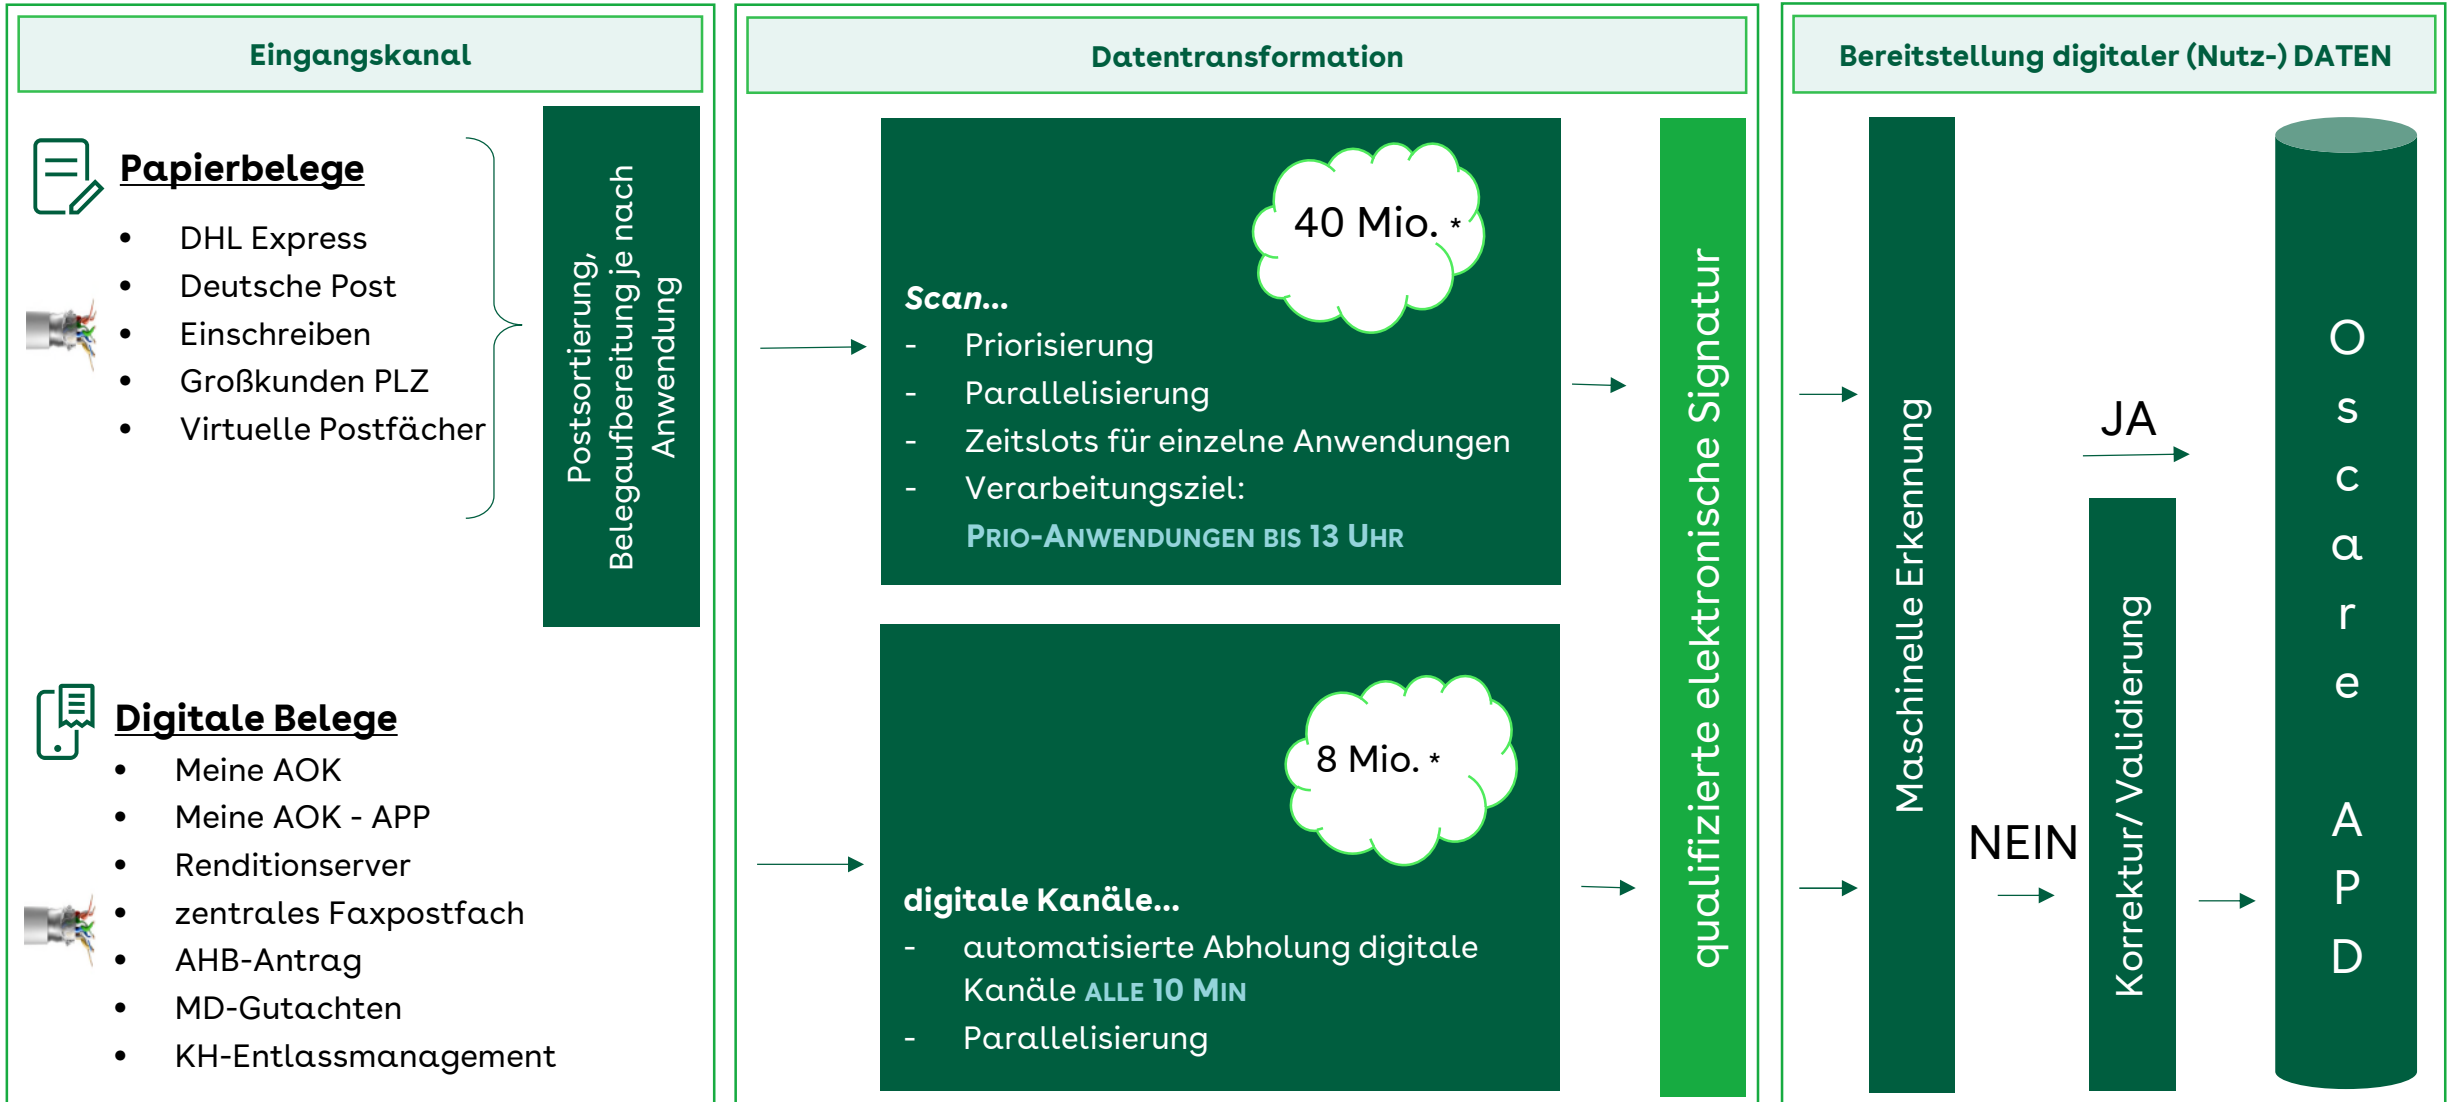 Eingangskanal
Papierbelege
• DHL Express
• Deutsche Post
• Einschreiben
• Großkunden PLZ
• Virtuelle Postfächer
Postsortierung,
Belegaufbereitung je nach
Anwendung
Digitale Belege
• Meine AOK
• Meine AOK - APP
• Renditionserver
• zentrales Faxpostfach
• AHB-Antrag
• MD-Gutachten
• KH-Entlassmanagement
Datentransformation
40 Mio. *
Scan...
- Priorisierung
- Parallelisierung
- Zeitslots für einzelne Anwendungen
- Verarbeitungsziel:
PRIO-ANWENDUNGEN BIS 13 UHR
8 Mio. *
digitale Kanäle...
- automatisierte Abholung digitale
Kanäle ALLE 10 MIN
- Parallelisierung
qualifizierte elektronische Signatur
Bereitstellung digitaler (Nutz-) DATEN
Maschinelle Erkennung
JA
NEIN
Korrektur/ Validierung
Oscare APD